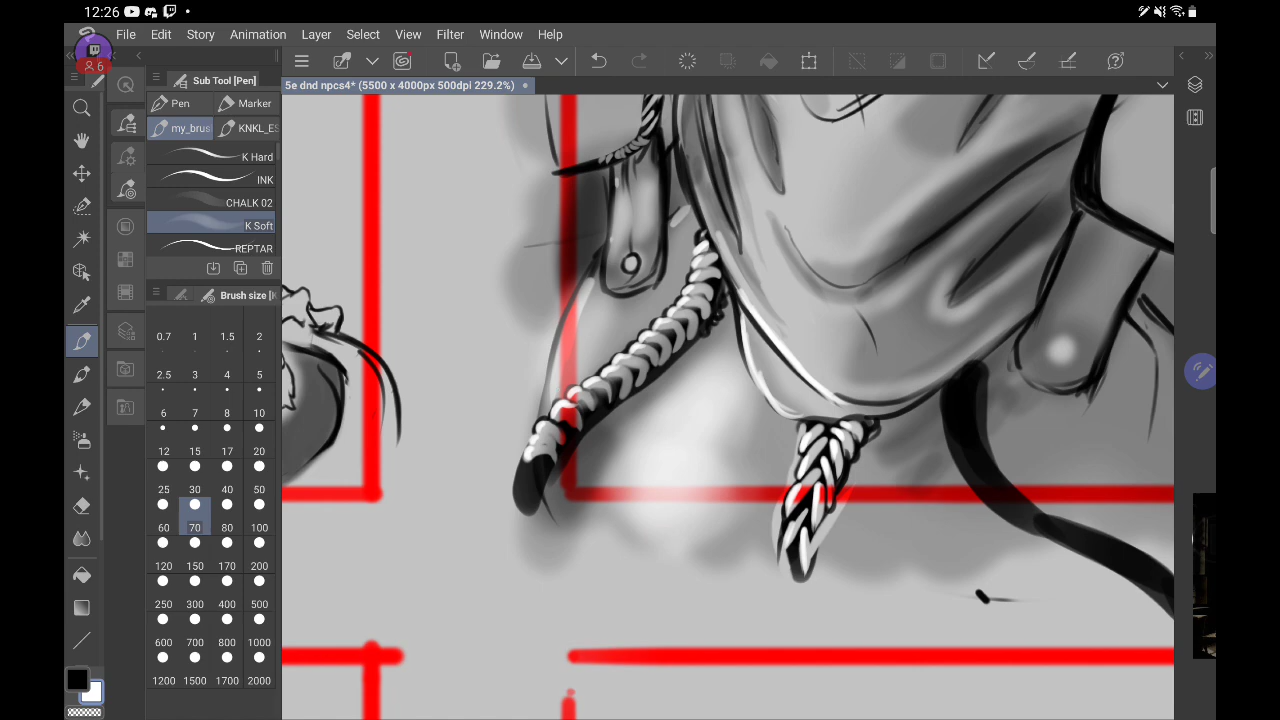 12:26
File Edit Story Animation Layer Select View Filter Window Help
6
Sub Tool [Pen]
5e dnd npcs4* (5500 x 4000px 500dpi 229.2%)
Pen Marker
my_brus KNKL_ES
K Hard
INK
CHALK 02
K Soft
REPTAR
Brush size [K
0.7 1 1.5 2
2.5 3 4 5
6 7 8 10
12 15 17 20
25 30 40 50
60 70 80 100
120 150 170 200
250 300 400 500
600 700 800 1000
1200 1500 1700 2000